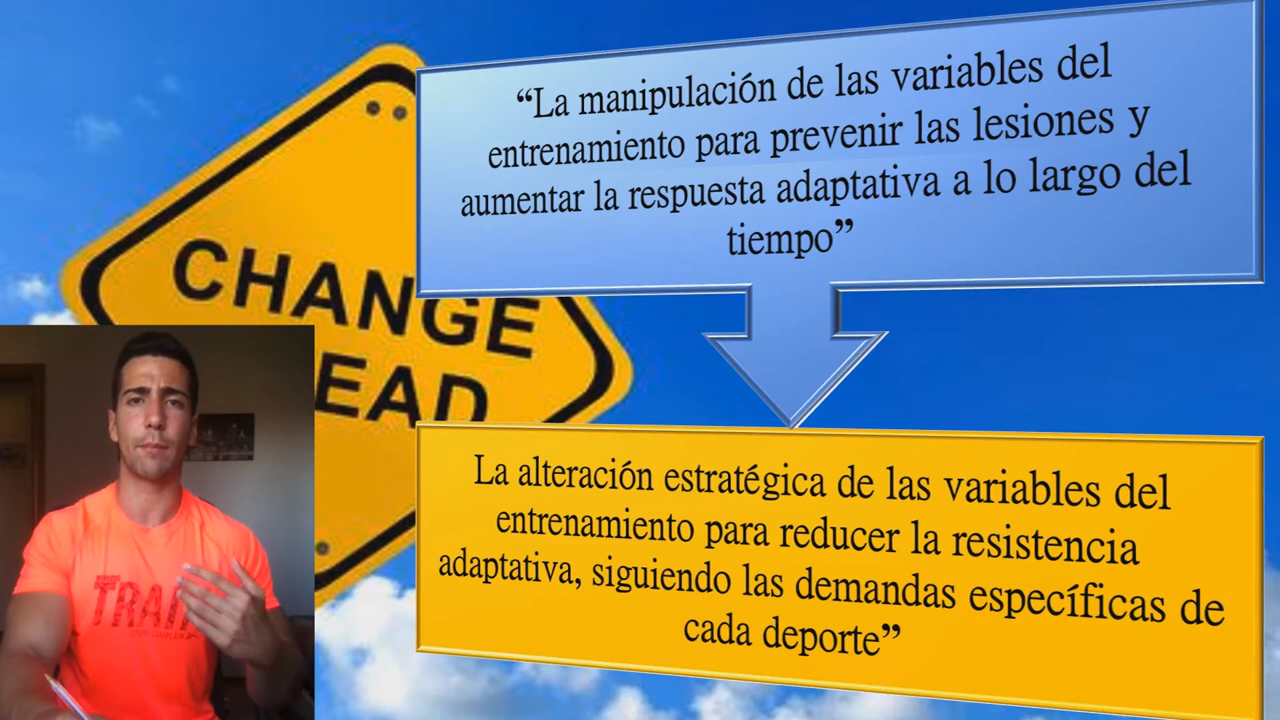 CHANGE
EAD
“La manipulación de las variables del
entrenamiento para prevenir las lesiones y
aumentar la respuesta adaptativa a lo largo del
tiempo”
La alteración estratégica de las variables del
entrenamiento para reducer la resistencia
adaptativa, siguiendo las demandas específicas de
cada deporte”